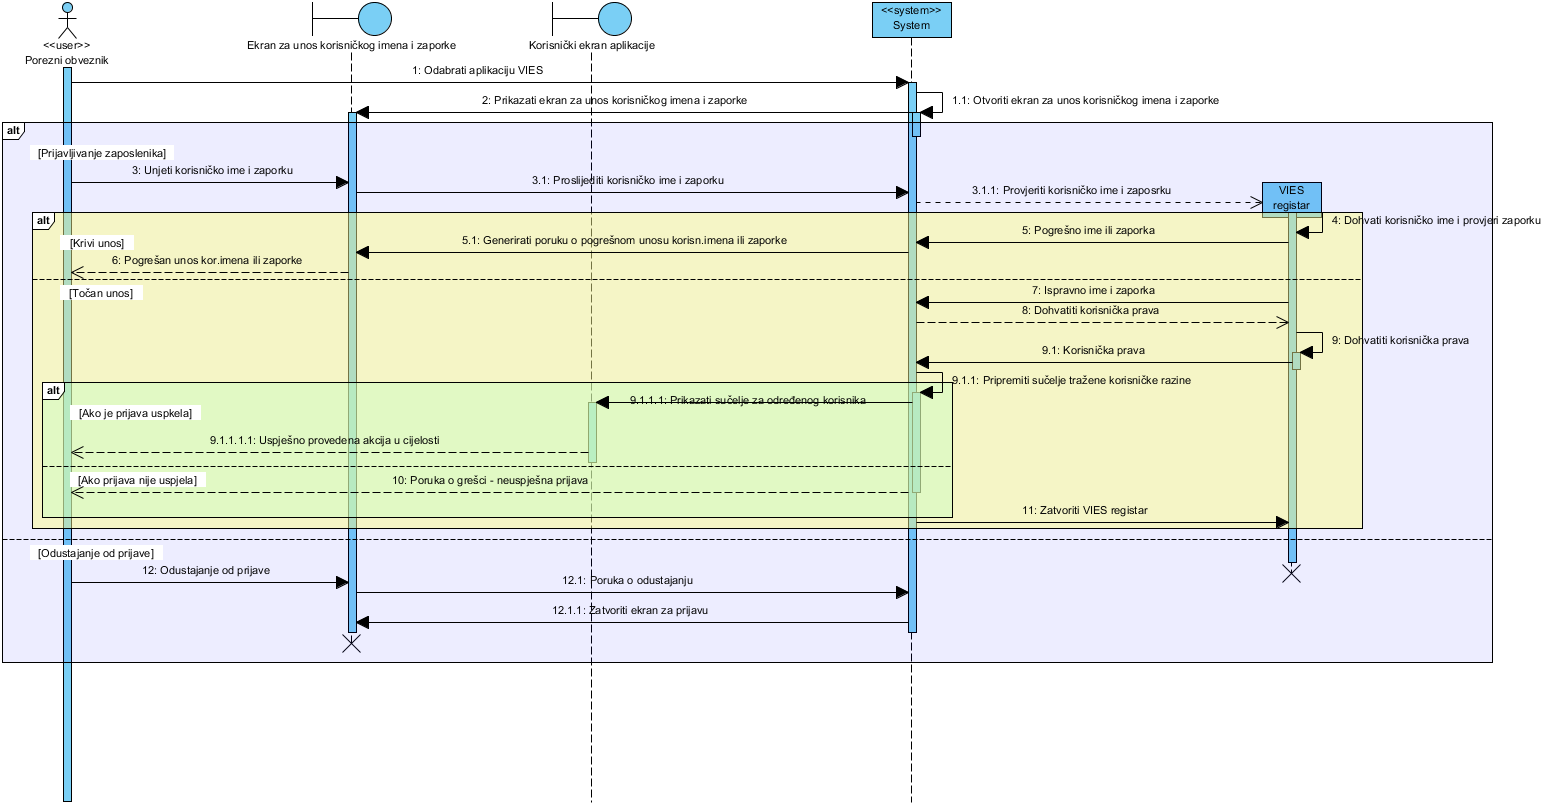 <<user>>
Porezni obveznik
Ekran za unos korisničkog imena i zaporke
Korisnički ekran aplikacije
<<system>>
System
1: Odabrati aplikaciju VIES
1.1: Otvoriti ekran za unos korisničkog imena i zaporke
2: Prikazati ekran za unos korisničkog imena i zaporke
alt
[Prijavljivanje zaposlenika]
3: Unjeti korisničko ime i zaporku
3.1: Proslijediti korisničko ime i zaporku
3.1.1: Provjeriti korisničko ime i zaposrku
VIES
registar
alt
4: Dohvati korisničko ime i provjeri zaporku
[Krivi unos]
5: Pogrešno ime ili zaporka
5.1: Generirati poruku o pogrešnom unosu korisn.imena ili zaporke
6: Pogrešan unos kor.imena ili zaporke
[Točan unos]
7: Ispravno ime i zaporka
8: Dohvatiti korisnička prava
9: Dohvatiti korisnička prava
9.1: Korisnička prava
9.1.1: Pripremiti sučelje tražene korisničke razine
alt
9.1.1.1: Prikazati sučelje za određenog korisnika
[Ako je prijava uspkela]
9.1.1.1.1: Uspješno provedena akcija u cijelosti
[Ako prijava nije uspjela]
10: Poruka o grešci - neuspješna prijava
11: Zatvoriti VIES registar
[Odustajanje od prijave]
12: Odustajanje od prijave
12.1: Poruka o odustajanju
12.1.1: Zatvoriti ekran za prijavu